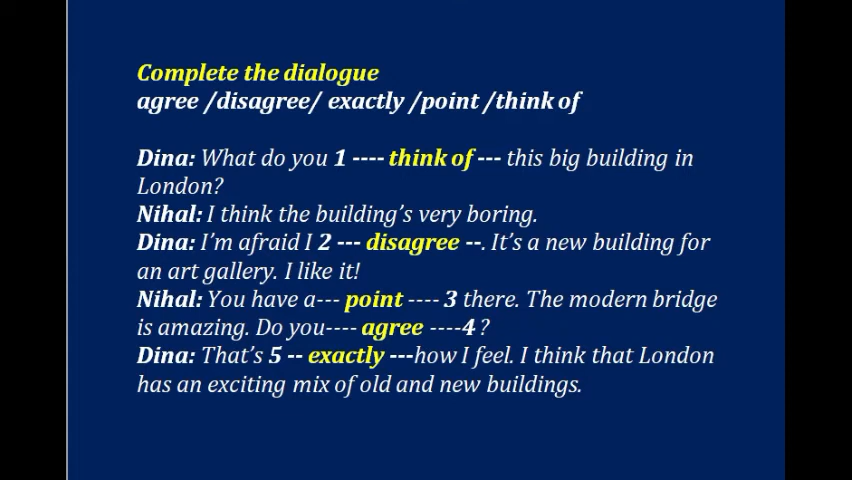 Complete the dialogue
agree /disagree/ exactly /point /think of
Dina: What do you 1 ---- think of --- this big building in
London?
Nihal: I think the building's very boring.
Dina: I'm afraid I 2 --- disagree --. It's a new building for
an art gallery. I like it!
Nihal: You have a--- point ---- 3 there. The modern bridge
is amazing. Do you---- agree ----4 ?
Dina: That's 5 -- exactly ---how I feel. I think that London
has an exciting mix of old and new buildings.